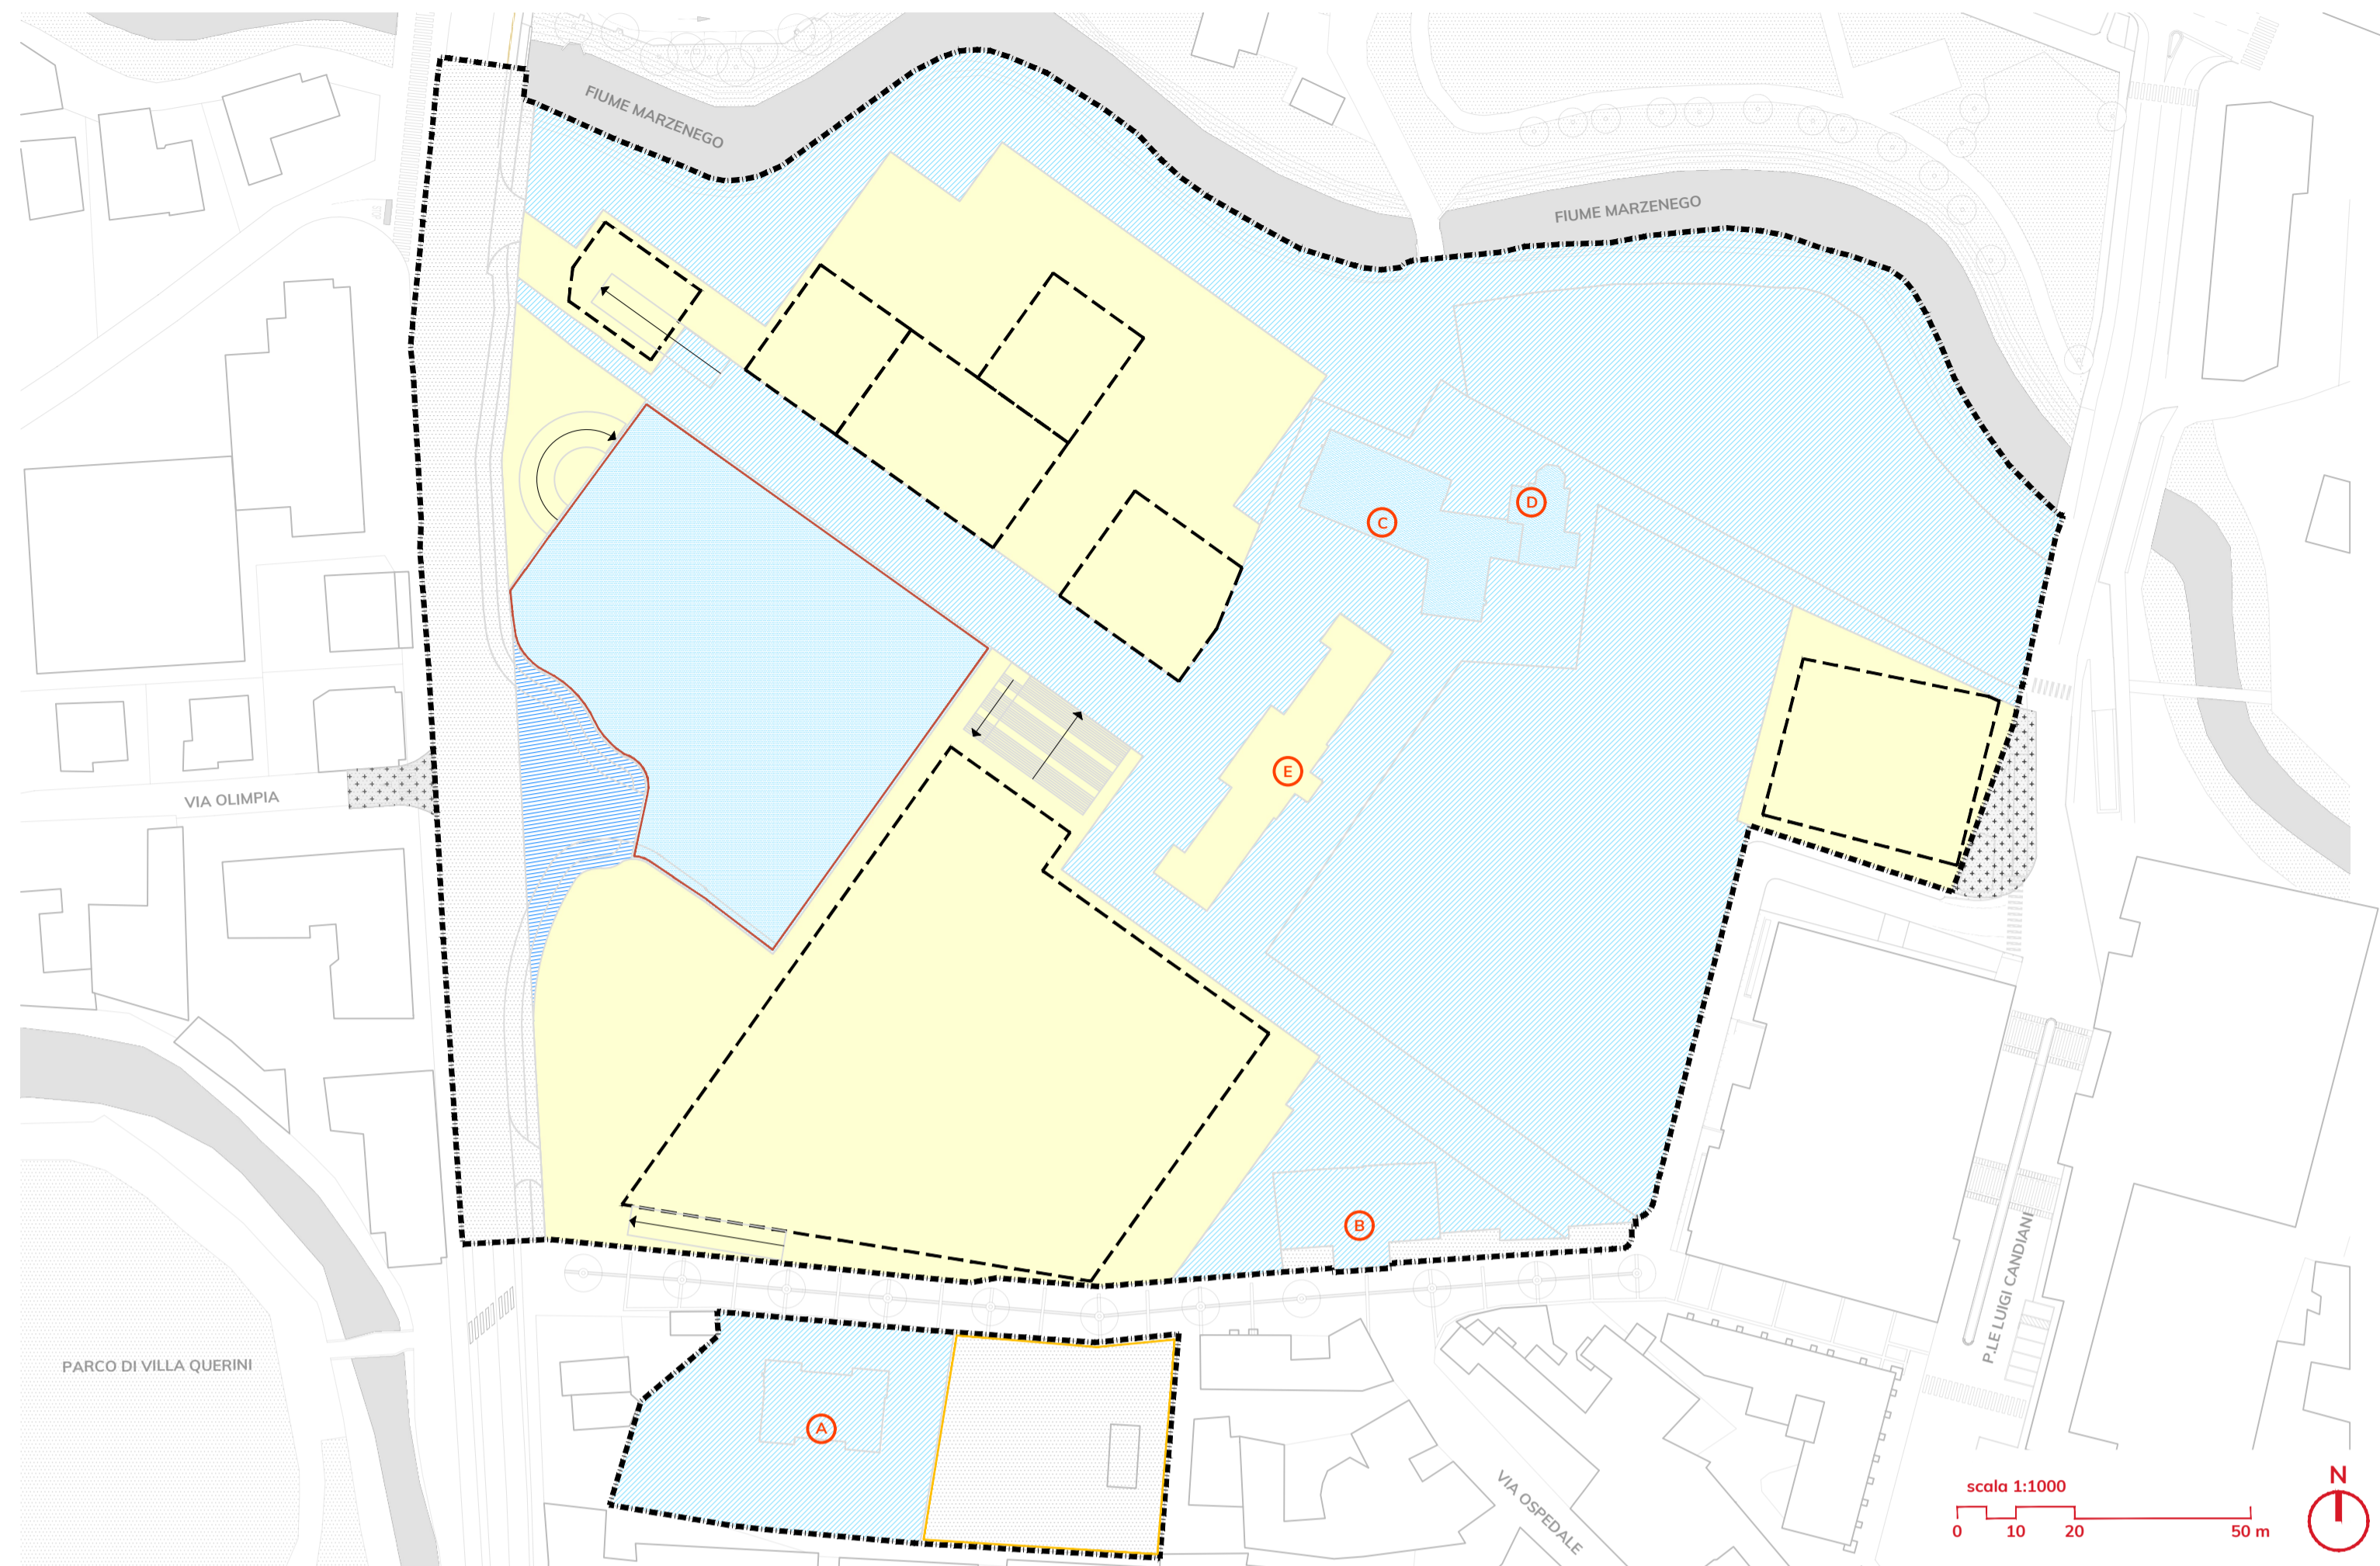 FIUME MARZENEGO
FIUME MARZENEGO
D
C
E
VIA OLIMPIA
B
P.LE LUIGI CANDIANI
PARCO DI VILLA QUERINI
A
VIA OSPEDALE
scala 1:1000
0 10 20 50 m
N